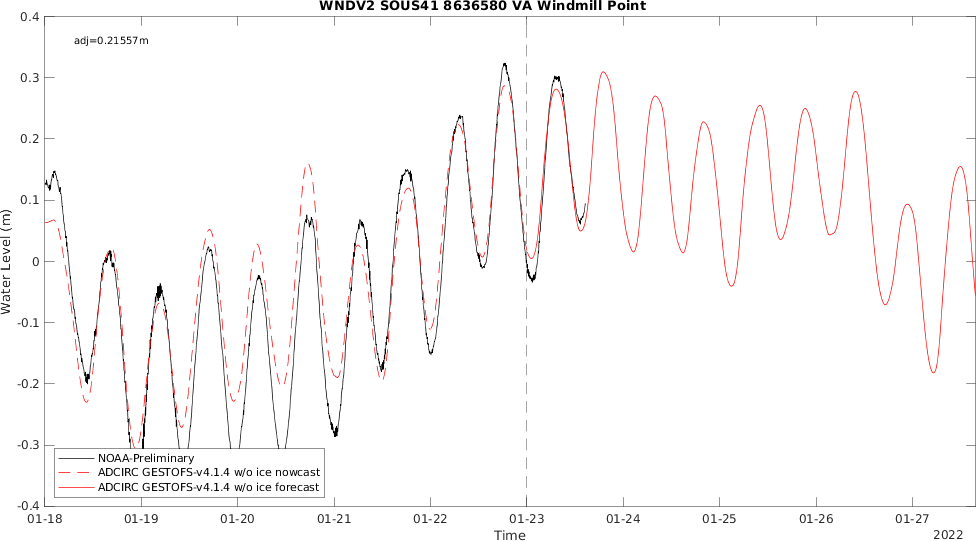 WNDV2 SOUS41 8636580 VA Windmill Point
adj=0.21557m
0.4
0.3
0.2
0.1
0
-0.1
-0.2
-0.3
-0.4
Water Level (m)
NOAA-Preliminary
ADCIRC GESTOFS-v4.1.4 w/o ice nowcast
ADCIRC GESTOFS-v4.1.4 w/o ice forecast
01-18 01-19 01-20 01-21 01-22 01-23 01-24 01-25 01-26 01-27
Time
2022